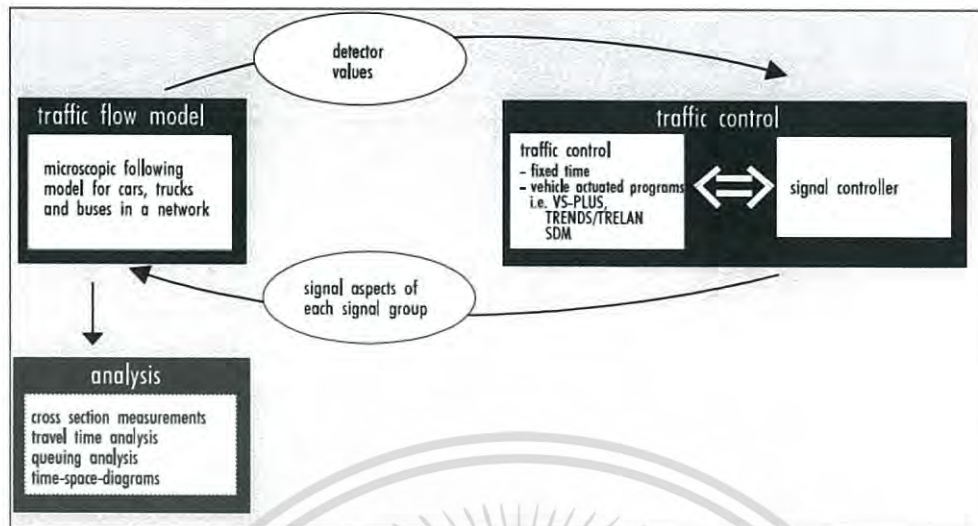 detector
values
traffic flow model
microscopic following
model for cars, trucks
and buses in a network
traffic control
traffic control
– fixed time
– vehicle actuated programs
i.e. VS-PLUS,
TRENDS/TRELAN
SDM
signal controller
signal aspects of
each signal group
analysis
cross section measurements
travel time analysis
queuing analysis
time-space-diagrams